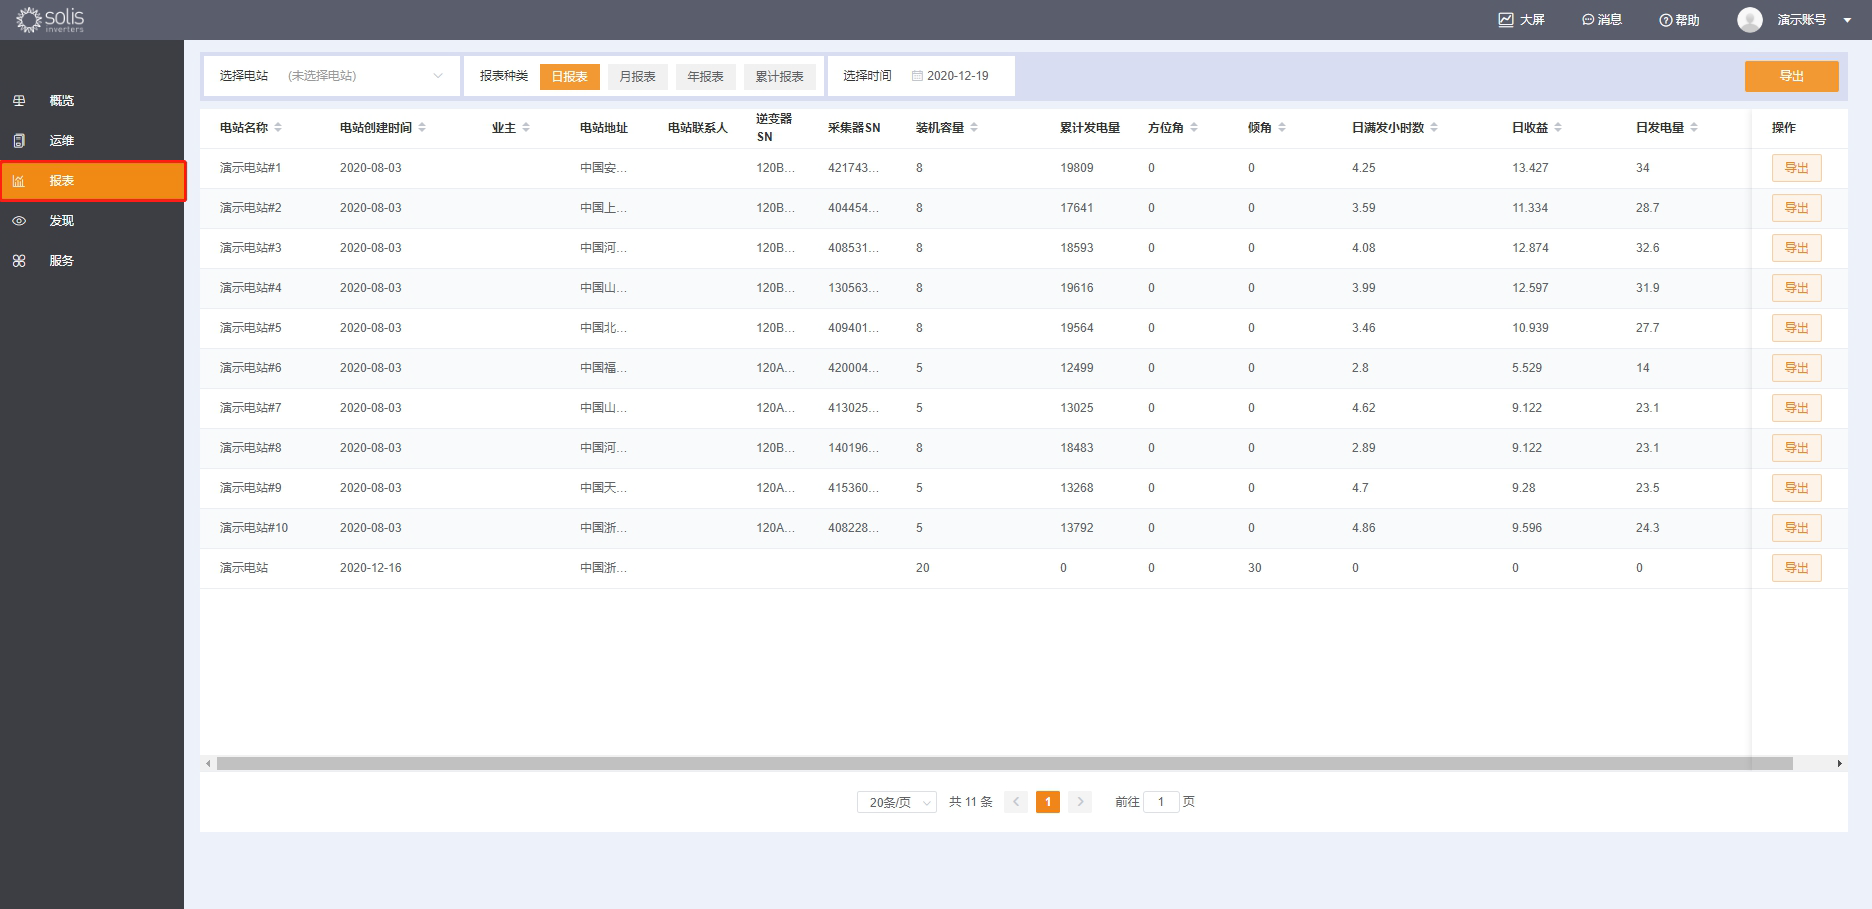 solis
inverters
大屏 消息 帮助 演示账号
概览
运维
报表
发现
服务
选择电站 (未选择电站) 报表种类 日报表 月报表 年报表 累计报表 选择时间 2020-12-19 导出
电站名称 电站创建时间 业主 电站地址 电站联系人 逆变器SN 采集器SN 装机容量 累计发电量 方位角 倾角 日满发小时数 日收益 日发电量 操作
演示电站#1 2020-08-03 中国安... 120B... 421743... 8 19809 0 0 4.25 13.427 34 导出
演示电站#2 2020-08-03 中国上... 120B... 404454... 8 17641 0 0 3.59 11.334 28.7 导出
演示电站#3 2020-08-03 中国河... 120B... 408531... 8 18593 0 0 4.08 12.874 32.6 导出
演示电站#4 2020-08-03 中国山... 120B... 130563... 8 19616 0 0 3.99 12.597 31.9 导出
演示电站#5 2020-08-03 中国北... 120B... 409401... 8 19564 0 0 3.46 10.939 27.7 导出
演示电站#6 2020-08-03 中国福... 120A... 420004... 5 12499 0 0 2.8 5.529 14 导出
演示电站#7 2020-08-03 中国山... 120A... 413025... 5 13025 0 0 4.62 9.122 23.1 导出
演示电站#8 2020-08-03 中国河... 120B... 140196... 8 18483 0 0 2.89 9.122 23.1 导出
演示电站#9 2020-08-03 中国天... 120A... 415360... 5 13268 0 0 4.7 9.28 23.5 导出
演示电站#10 2020-08-03 中国浙... 120A... 408228... 5 13792 0 0 4.86 9.596 24.3 导出
演示电站 2020-12-16 中国浙... 20 0 0 30 0 0 0 导出
20条/页 共 11 条 1 前往 1 页